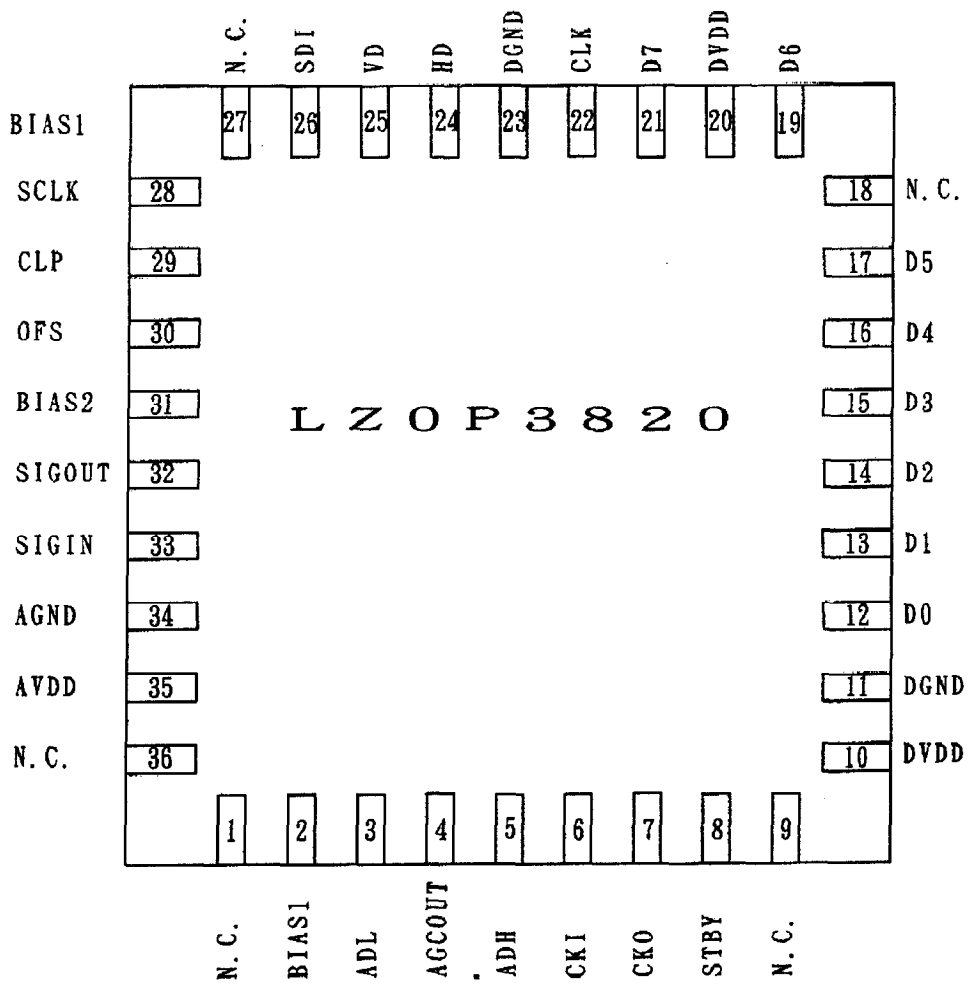 N.C. SDI VD HD DGND CLK D7 DVDD D6
BIAS1
27 26 25 24 23 22 21 20 19
SCLK 28 18 N.C.
CLP 29 17 D5
OFS 30 16 D4
BIAS2 31 15 D3
LZ0P3820
SIGOUT 32 14 D2
SIGIN 33 13 D1
AGND 34 12 D0
AVDD 35 11 DGND
N.C. 36 10 DVDD
1 2 3 4 5 6 7 8 9
N.C. BIAS1 ADL AGCOUT ADH CKI CKO STBY N.C.